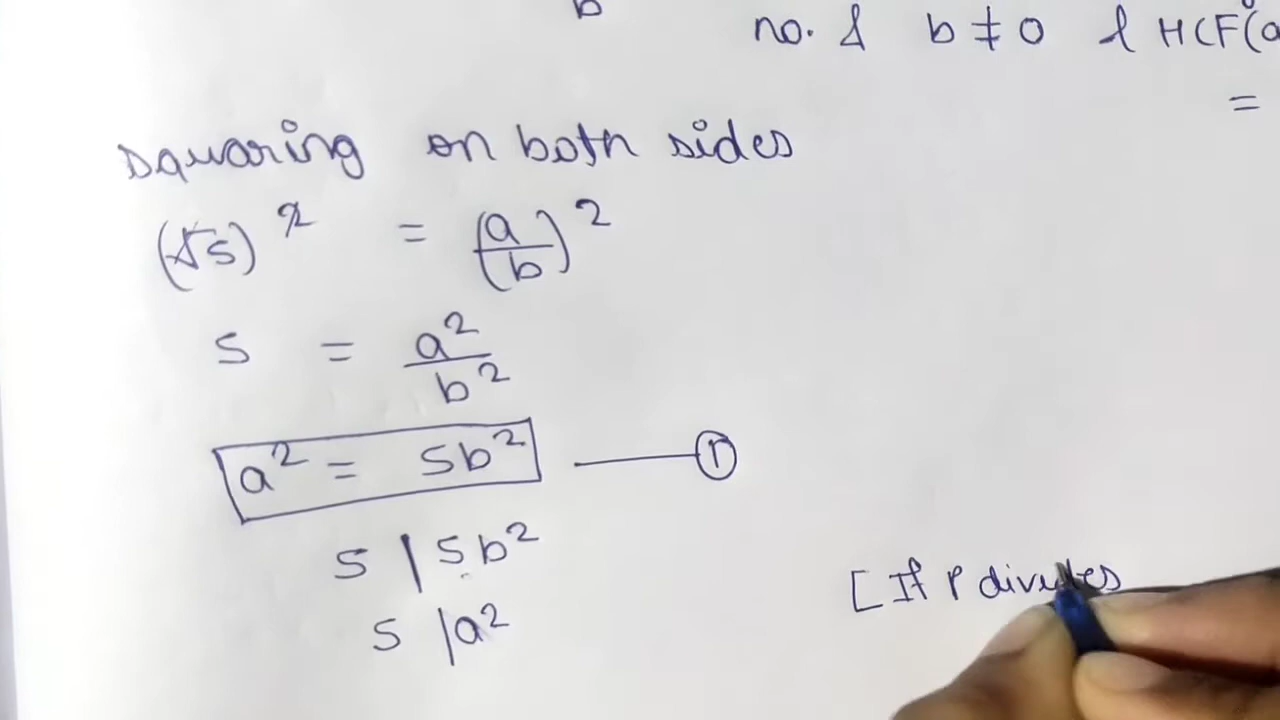 b
no. & b ≠ 0 & HCF(a
=
squaring on both sides
(√5)² = (a/b)²
5 = a²/b²
a² = 5b² —— ①
5 | 5b²
5 | a²
[If P divides